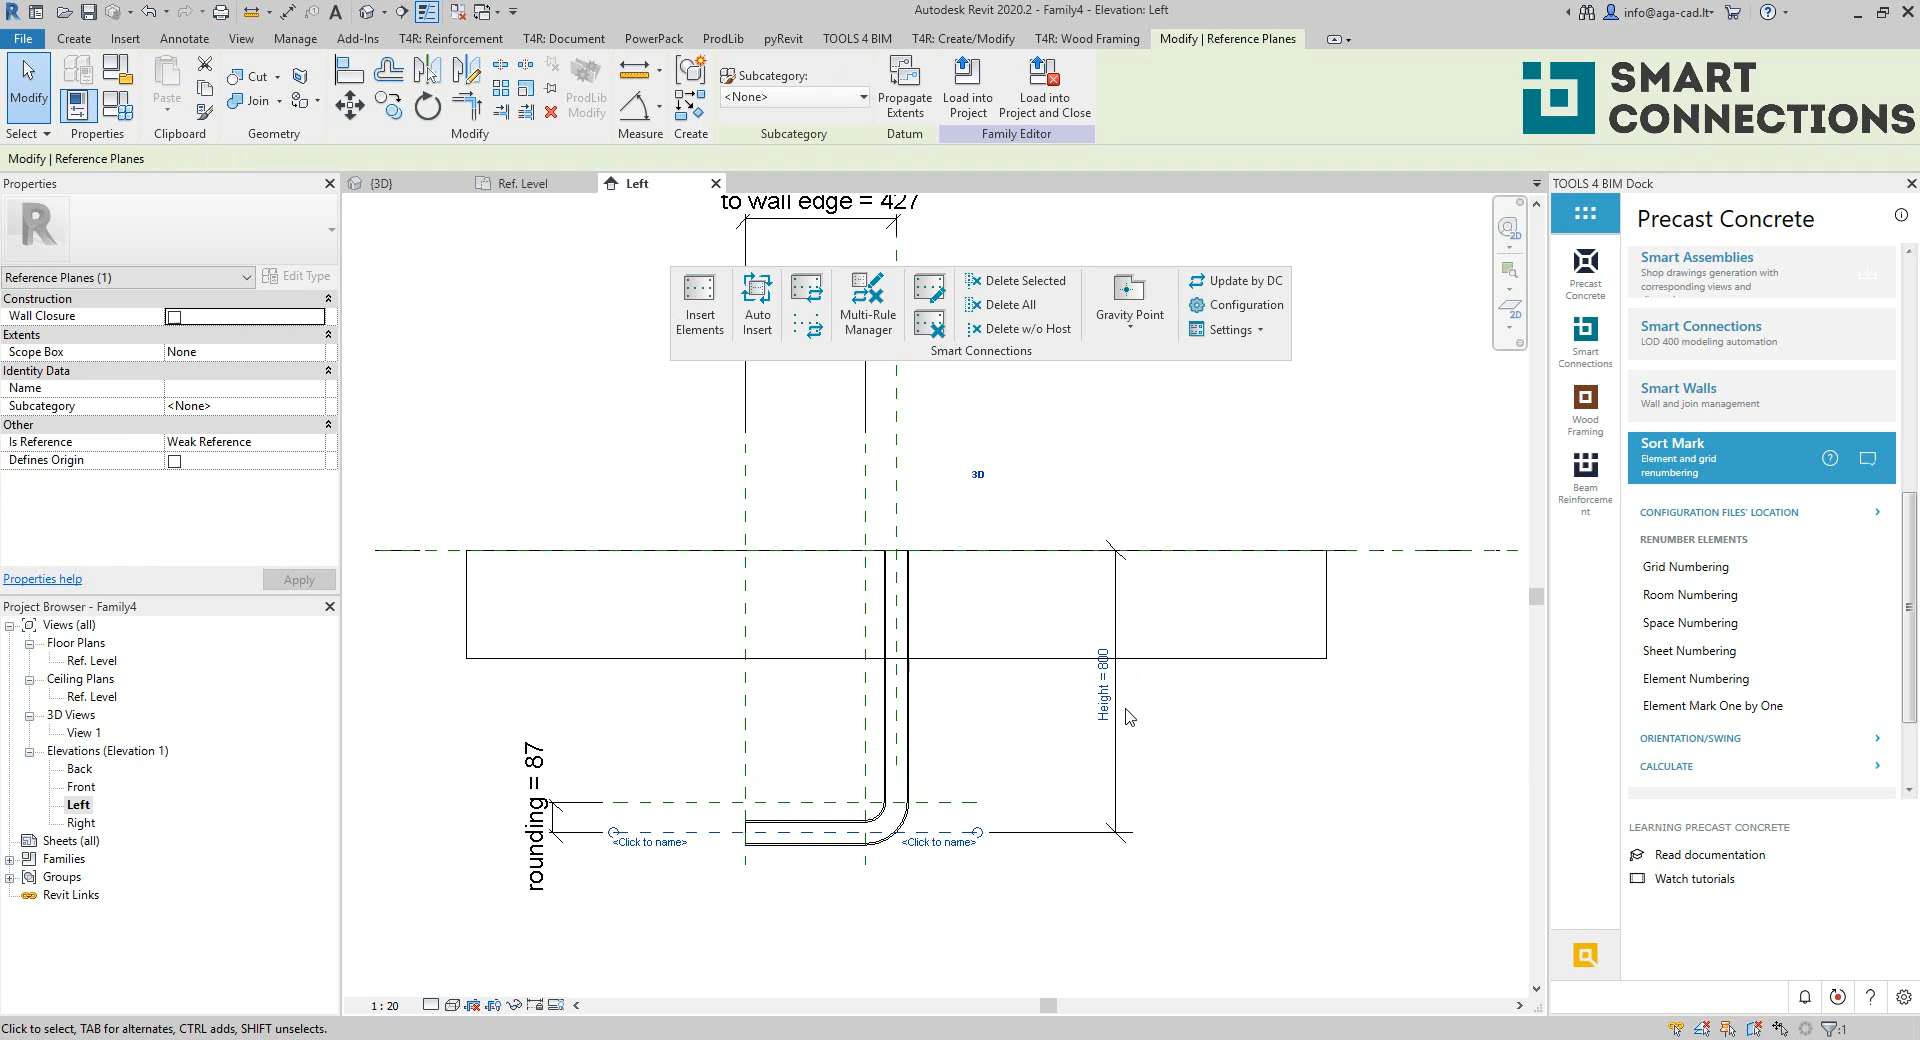 Autodesk Revit 2020.2 - Family4 - Elevation: Left
info@aga-cad.lt
File
Create
Insert
Annotate
View
Manage
Add-Ins
T4R: Reinforcement
T4R: Document
PowerPack
ProdLib
pyRevit
TOOLS 4 BIM
T4R: Create/Modify
T4R: Wood Framing
Modify | Reference Planes
Modify
Paste
Cut
Join
ProdLib
Modify
Subcategory:
<None>
Propagate
Extents
Load into
Project
Load into
Project and Close
Select
Properties
Clipboard
Geometry
Modify
Measure
Create
Subcategory
Datum
Family Editor
SMART
CONNECTIONS
Modify | Reference Planes
Properties
Reference Planes (1)
Edit Type
Construction
Wall Closure
Extents
Scope Box
None
Identity Data
Name
Subcategory
<None>
Other
Is Reference
Weak Reference
Defines Origin
Properties help
Apply
Project Browser - Family4
Views (all)
Floor Plans
Ref. Level
Ceiling Plans
Ref. Level
3D Views
View 1
Elevations (Elevation 1)
Back
Front
Left
Right
Sheets (all)
Families
Groups
Revit Links
{3D}
Ref. Level
Left
to wall edge = 427
Insert
Elements
Auto
Insert
Multi-Rule
Manager
Delete Selected
Delete All
Delete w/o Host
Gravity Point
Update by DC
Configuration
Settings
Smart Connections
3D
Height = 800
rounding = 87
<Click to name>
<Click to name>
2D
2D
1 : 20
TOOLS 4 BIM Dock
Precast
Concrete
Smart
Connections
Wood
Framing
Beam
Reinforceme
nt
Precast Concrete
Smart Assemblies
Shop drawings generation with
corresponding views and
Smart Connections
LOD 400 modeling automation
Smart Walls
Wall and join management
Sort Mark
Element and grid
renumbering
CONFIGURATION FILES' LOCATION
RENUMBER ELEMENTS
Grid Numbering
Room Numbering
Space Numbering
Sheet Numbering
Element Numbering
Element Mark One by One
ORIENTATION/SWING
CALCULATE
LEARNING PRECAST CONCRETE
Read documentation
Watch tutorials
Click to select, TAB for alternates, CTRL adds, SHIFT unselects.
:1